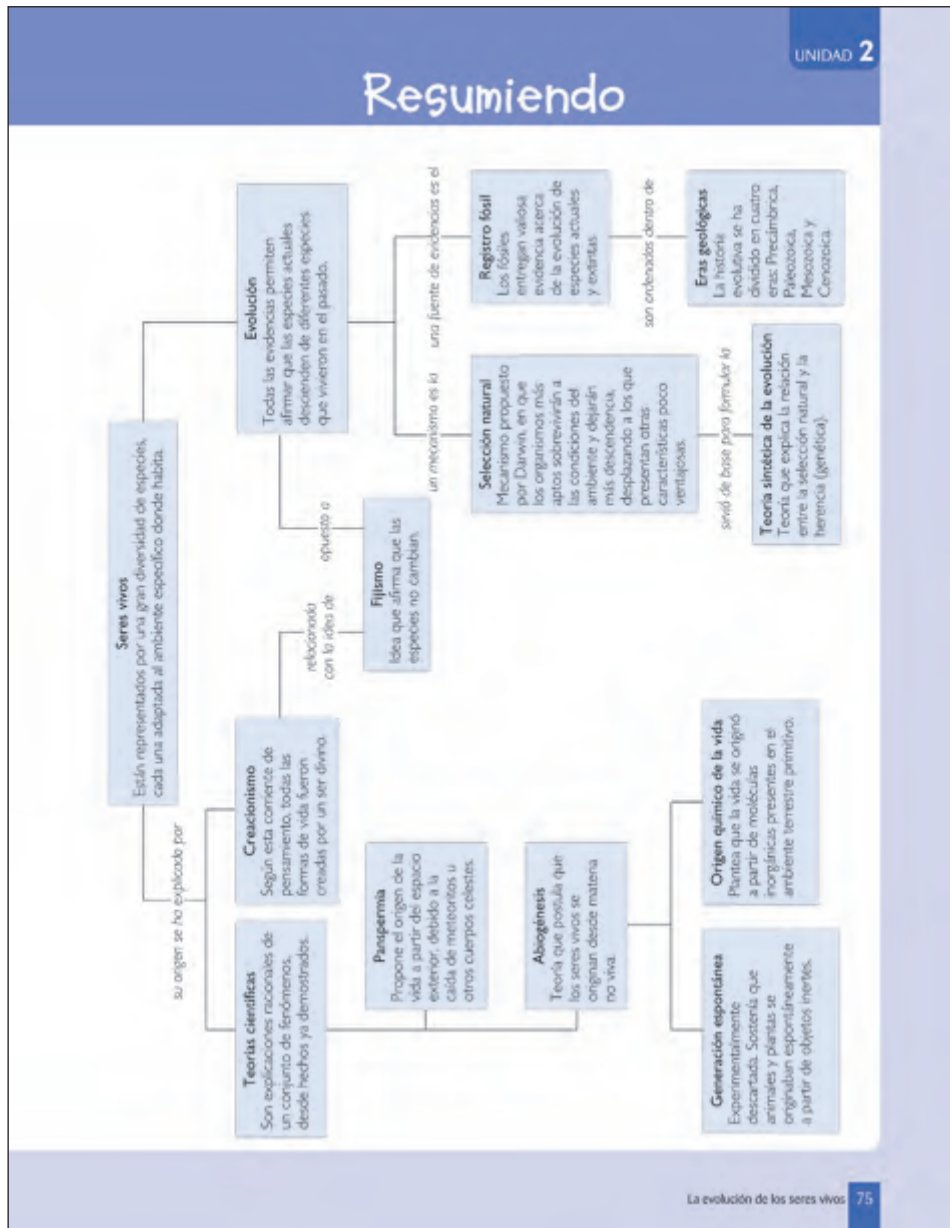 UNIDAD 2
Resumiendo
Seres vivos
Están representados por una gran diversidad de especies,
cada una adaptada al ambiente específico donde habita.
su origen se ha explicado por
Teorías científicas
Son explicaciones racionales de
un conjunto de fenómenos,
desde hechos ya demostrados.
Creacionismo
Según esta corriente de
pensamiento, todas las
formas de vida fueron
creadas por un ser divino.
Evolución
Todas las evidencias permiten
afirmar que las especies actuales
descienden de diferentes especies
que vivieron en el pasado.
relacionado
con la idea de
opuesto a
Panspermia
Propone el origen de la
vida a partir del espacio
exterior, debido a la
caída de meteoritos u
otros cuerpos celestes.
Fijismo
Idea que afirma que las
especies no cambian.
un mecanismo es la
una fuente de evidencias es el
Abiogénesis
Teoría que postula que
los seres vivos se
originan desde materia
no viva.
Selección natural
Mecanismo propuesto
por Darwin, en que
los organismos más
aptos sobrevivirán a
las condiciones del
ambiente y dejarán
más descendencia,
desplazando a los que
presentan otras
características poco
ventajosas.
Registro fósil
Los fósiles
entregan valiosa
evidencia acerca
de la evolución de
especies actuales
y extintas
sirvió de base para formular la
son ordenados dentro de
Generación espontánea
Experimentalmente
descartada. Sostenía que
animales y plantas se
originaban espontáneamente
a partir de objetos inertes.
Origen químico de la vida
Plantea que la vida se originó
a partir de moléculas
inorgánicas presentes en el
ambiente terrestre primitivo.
Teoría sintética de la evolución
Teoría que explica la relación
entre la selección natural y la
herencia (genética).
Eras geológicas
La historia
evolutiva se ha
dividido en cuatro
eras: Precámbrica,
Paleozoica,
Mesozoica y
Cenozoica.
La evolución de los seres vivos 75